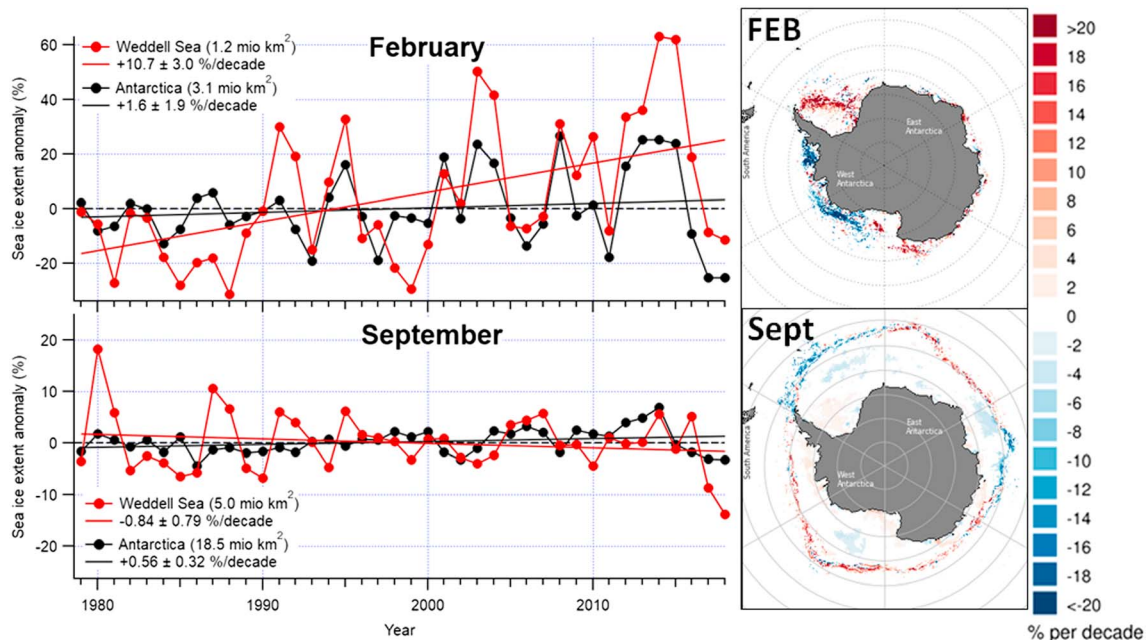 February
Sea ice extent anomaly (%)
60
40
20
0
-20
Weddell Sea (1.2 mio km²)
+10.7 ± 3.0 %/decade
Antarctica (3.1 mio km²)
+1.6 ± 1.9 %/decade
September
Sea ice extent anomaly (%)
20
10
0
-10
-20
Weddell Sea (5.0 mio km²)
-0.84 ± 0.79 %/decade
Antarctica (18.5 mio km²)
+0.56 ± 0.32 %/decade
1980
1990
2000
2010
Year
FEB
South America
East
Antarctica
West
Antarctica
Sept
South America
East
Antarctica
West
Antarctica
>20
18
16
14
12
10
8
6
4
2
0
-2
-4
-6
-8
-10
-12
-14
-16
-18
<-20
% per decade